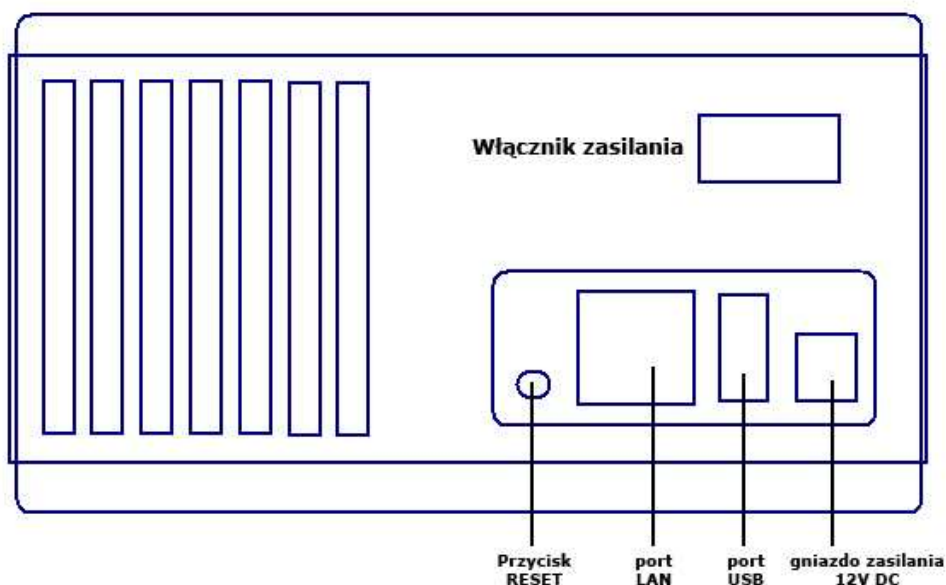 Włącznik zasilania
Przycisk
RESET
port
LAN
port
USB
gniazdo zasilania
12V DC